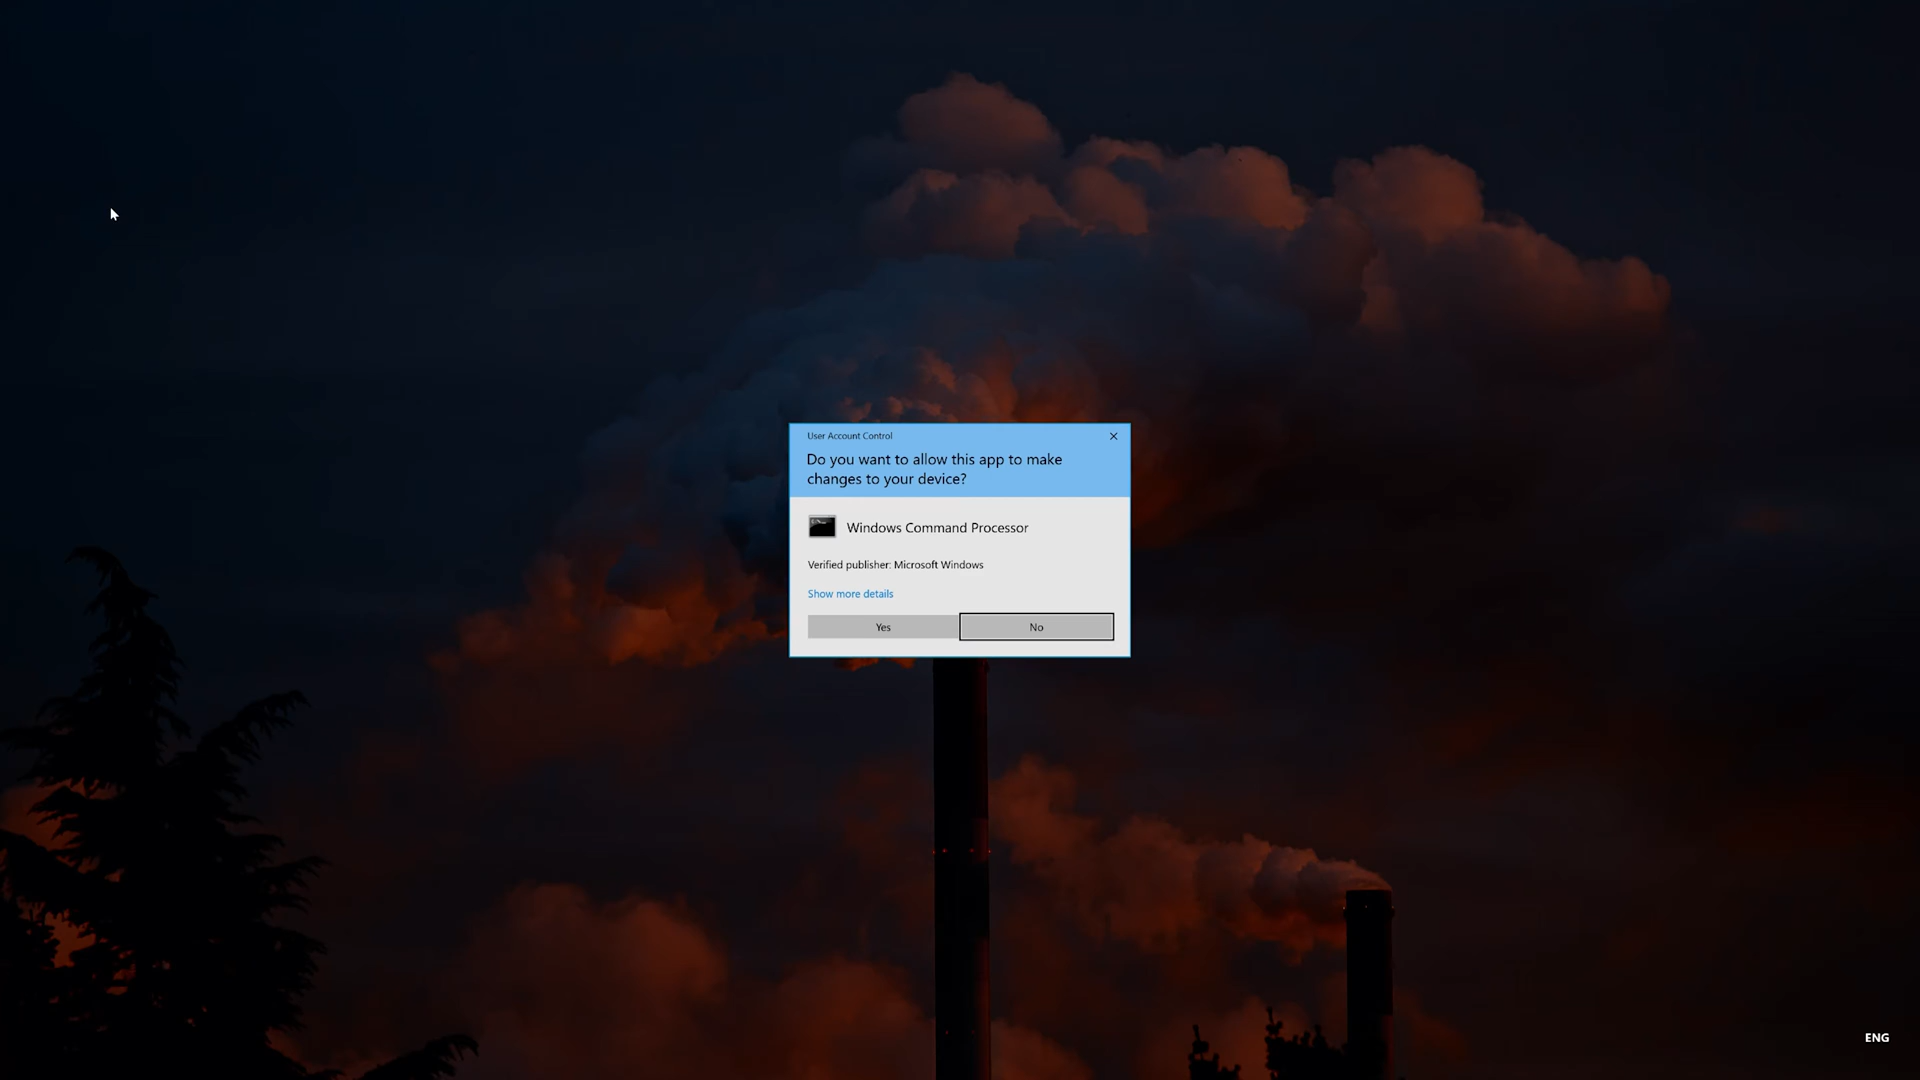 User Account Control
Do you want to allow this app to make
changes to your device?
Windows Command Processor
Verified publisher: Microsoft Windows
Show more details
Yes
No
ENG